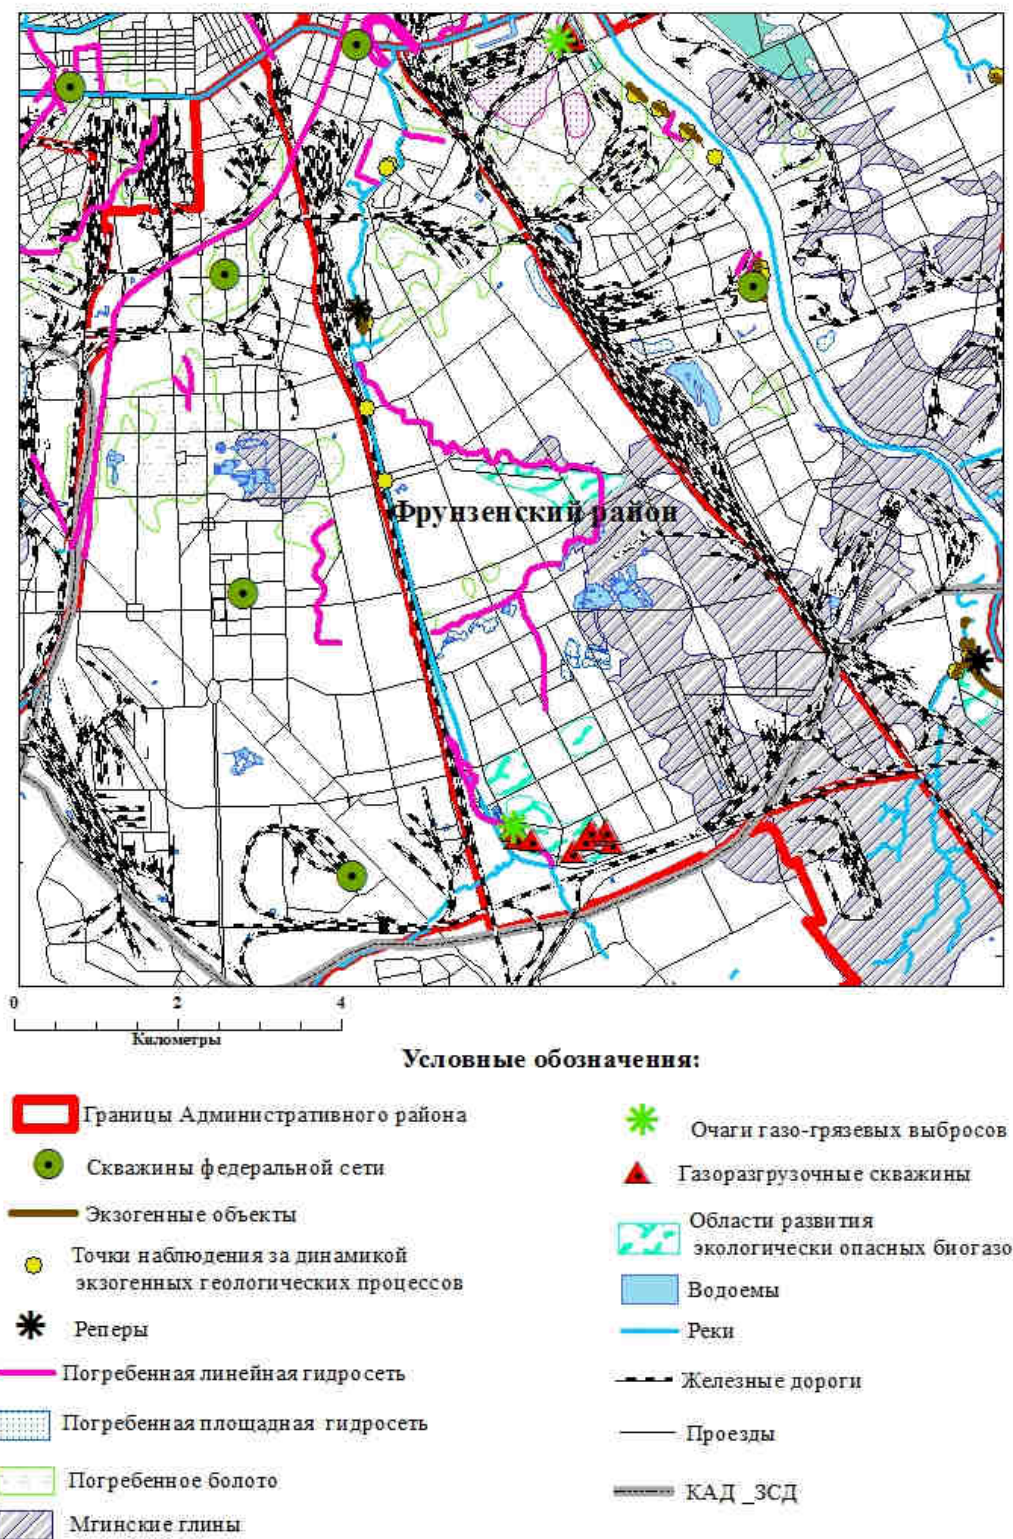 Фрунзенский район
0 2 4
Километры
Условные обозначения:
Границы Административного района
Скважины федеральной сети
Экзогенные объекты
Точки наблюдения за динамикой
экзогенных геологических процессов
Реперы
Погребенная линейная гидросеть
Погребенная площадная гидросеть
Погребенное болото
Мгинские глины
Очаги газо-грязевых выбросов
Газоразгрузочные скважины
Области развития
экологически опасных биогазо
Водоемы
Реки
Железные дороги
Проезды
КАД _ЗСД